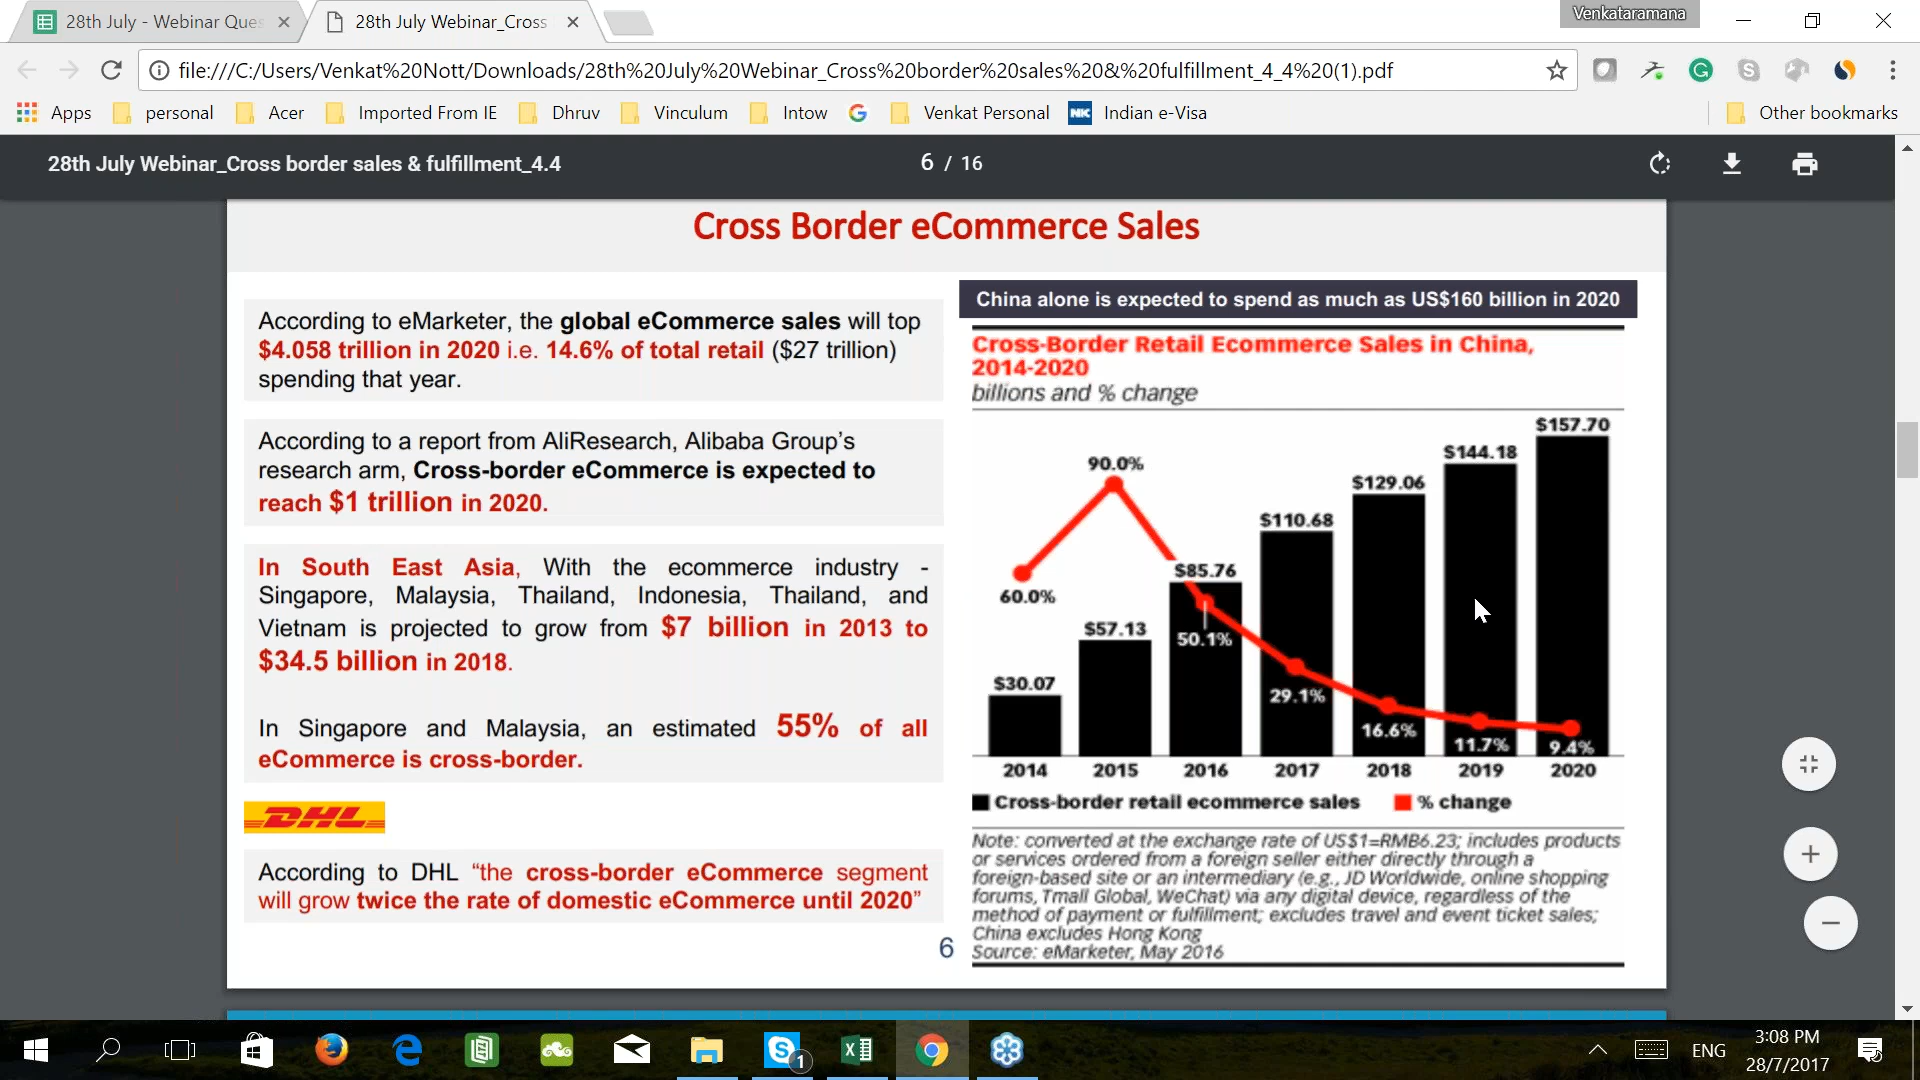 28th July - Webinar Ques
28th July Webinar_Cross
Venkataramana
file:///C:/Users/Venkat%20Nott/Downloads/28th%20July%20Webinar_Cross%20border%20sales%20&%20fulfillment_4_4%20(1).pdf
Apps personal Acer Imported From IE Dhruv Vinculum Intow Venkat Personal NIC Indian e-Visa Other bookmarks
28th July Webinar_Cross border sales & fulfillment_4.4
6 / 16
Cross Border eCommerce Sales
According to eMarketer, the global eCommerce sales will top
$4.058 trillion in 2020 i.e. 14.6% of total retail ($27 trillion)
spending that year.
According to a report from AliResearch, Alibaba Group's
research arm, Cross-border eCommerce is expected to
reach $1 trillion in 2020.
In South East Asia, With the ecommerce industry -
Singapore, Malaysia, Thailand, Indonesia, Thailand, and
Vietnam is projected to grow from $7 billion in 2013 to
$34.5 billion in 2018.
In Singapore and Malaysia, an estimated 55% of all
eCommerce is cross-border.
DHL
According to DHL “the cross-border eCommerce segment
will grow twice the rate of domestic eCommerce until 2020”
6
China alone is expected to spend as much as US$160 billion in 2020
Cross-Border Retail Ecommerce Sales in China,
2014-2020
billions and % change
$157.70
$144.18
90.0%
$129.06
$110.68
$85.76
60.0%
$57.13
50.1%
$30.07
29.1%
16.6%
11.7%
9.4%
2014 2015 2016 2017 2018 2019 2020
Cross-border retail ecommerce sales % change
Note: converted at the exchange rate of US$1=RMB6.23; includes products
or services ordered from a foreign seller either directly through a
foreign-based site or an intermediary (e.g., JD Worldwide, online shopping
forums, Tmall Global, WeChat) via any digital device, regardless of the
method of payment or fulfillment; excludes travel and event ticket sales;
China excludes Hong Kong
Source: eMarketer, May 2016
1
ENG
3:08 PM
28/7/2017